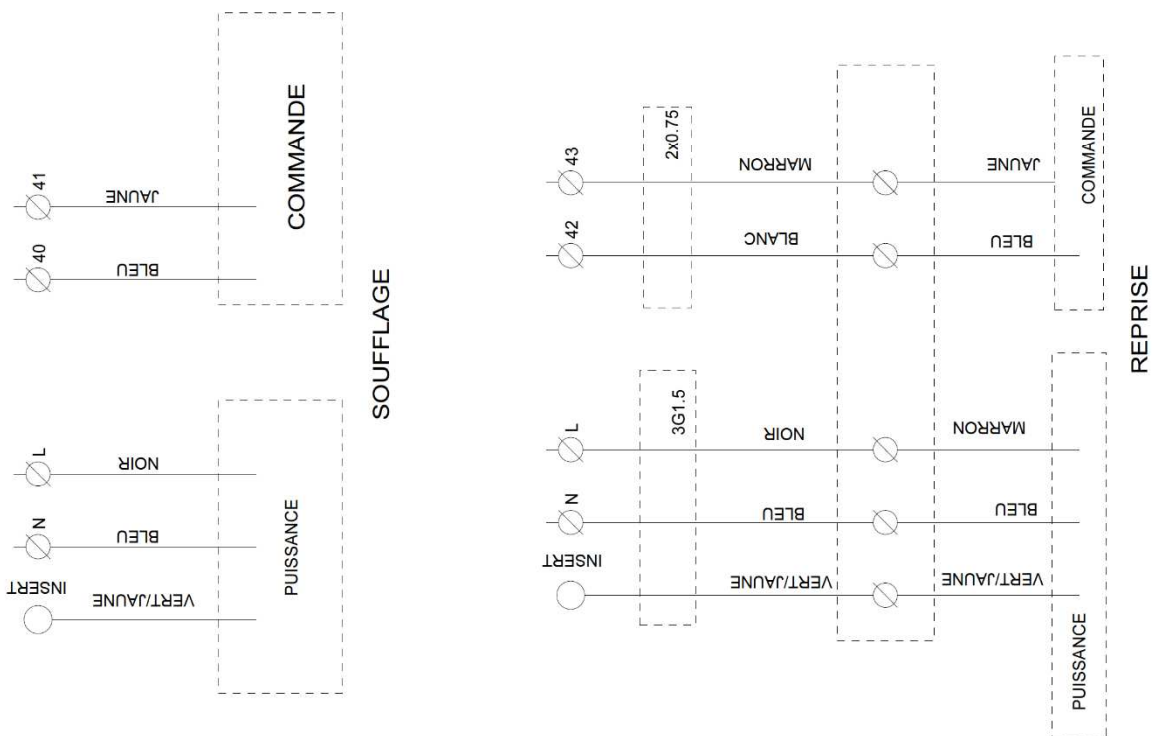 41
JAUNE
40
BLEU
COMMANDE
L
NOIR
N
BLEU
INSERT
VERT/JAUNE
PUISSANCE
SOUFFLAGE
43
2x0.75
MARRON
JAUNE
42
BLANC
BLEU
COMMANDE
L
3G1.5
NOIR
MARRON
N
BLEU
BLEU
INSERT
VERT/JAUNE
VERT/JAUNE
PUISSANCE
REPRISE